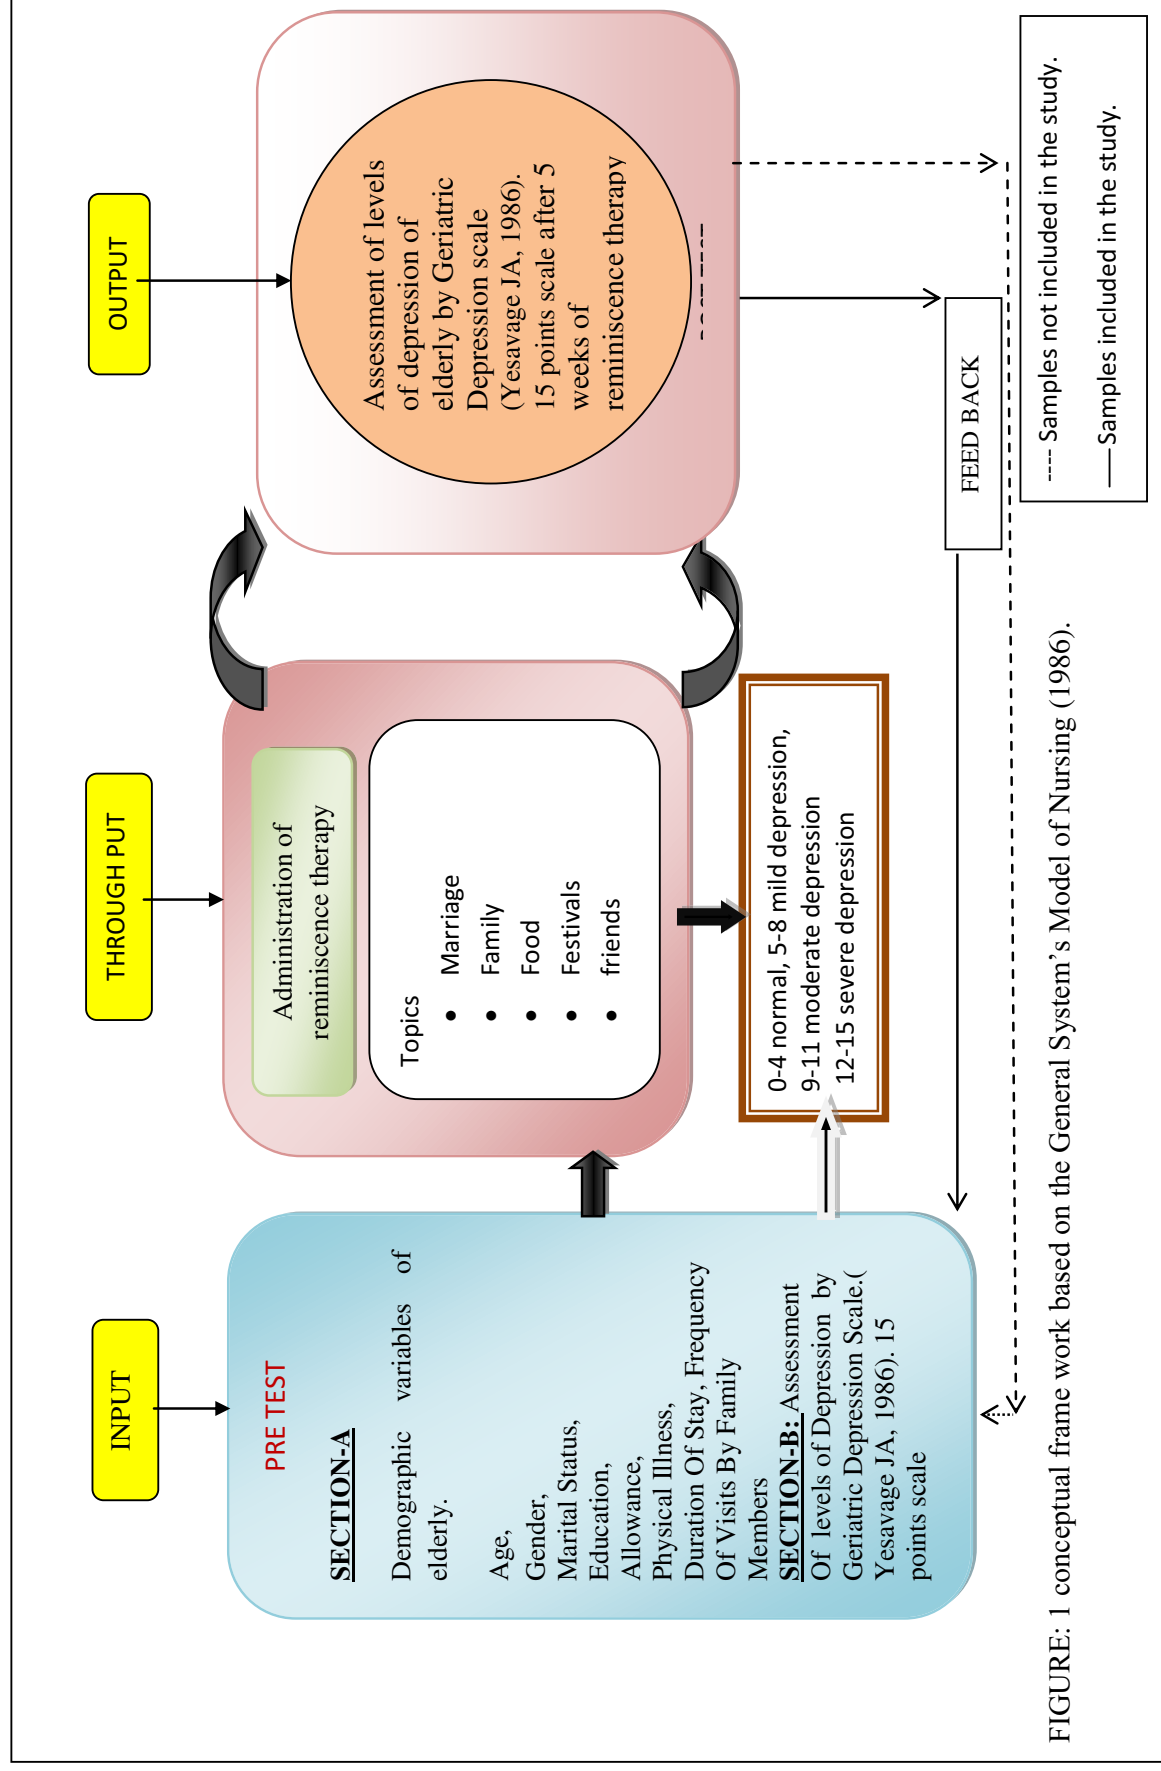 INPUT
PRE TEST
SECTION-A
Demographic variables of
elderly.
Age,
Gender,
Marital Status,
Education,
Allowance,
Physical Illness,
Duration Of Stay, Frequency
Of Visits By Family
Members
SECTION-B: Assessment
Of levels of Depression by
Geriatric Depression Scale.(
Yesavage JA, 1986). 15
points scale
THROUGH PUT
Administration of
reminiscence therapy
Topics
• Marriage
• Family
• Food
• Festivals
• friends
0-4 normal, 5-8 mild depression,
9-11 moderate depression
12-15 severe depression
OUTPUT
Assessment of levels
of depression of
elderly by Geriatric
Depression scale
(Yesavage JA, 1986).
15 points scale after 5
weeks of
reminiscence therapy
FEED BACK
---- Samples not included in the study.
—— Samples included in the study.
FIGURE: 1 conceptual frame work based on the General System’s Model of Nursing (1986).